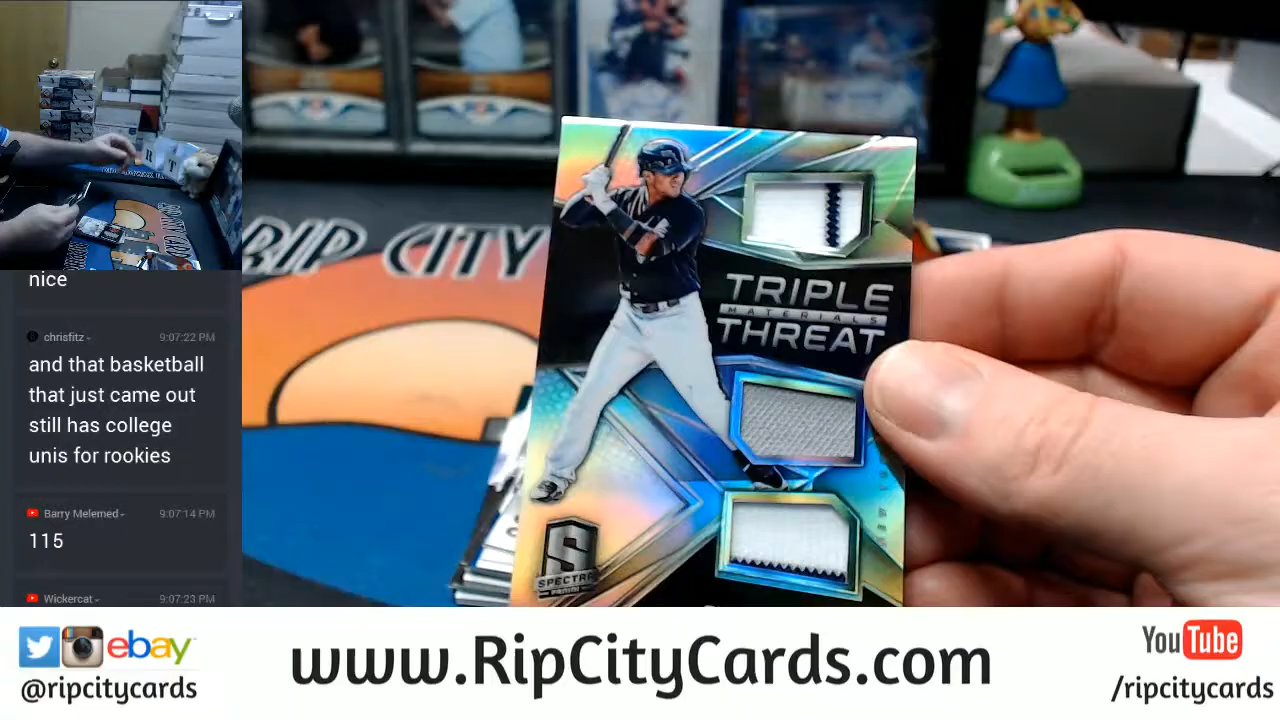 nice
chrisfitz
9:07:22 PM
and that basketball
that just came out
still has college
unis for rookies
Barry Melemed
9:07:14 PM
115
Wickercat
9:07:23 PM
RIP CITY
TRIPLE
MATERIALS
THREAT
S
SPECTRA
PANINI
ebay
@ripcitycards
www.RipCityCards.com
YouTube
/ripcitycards